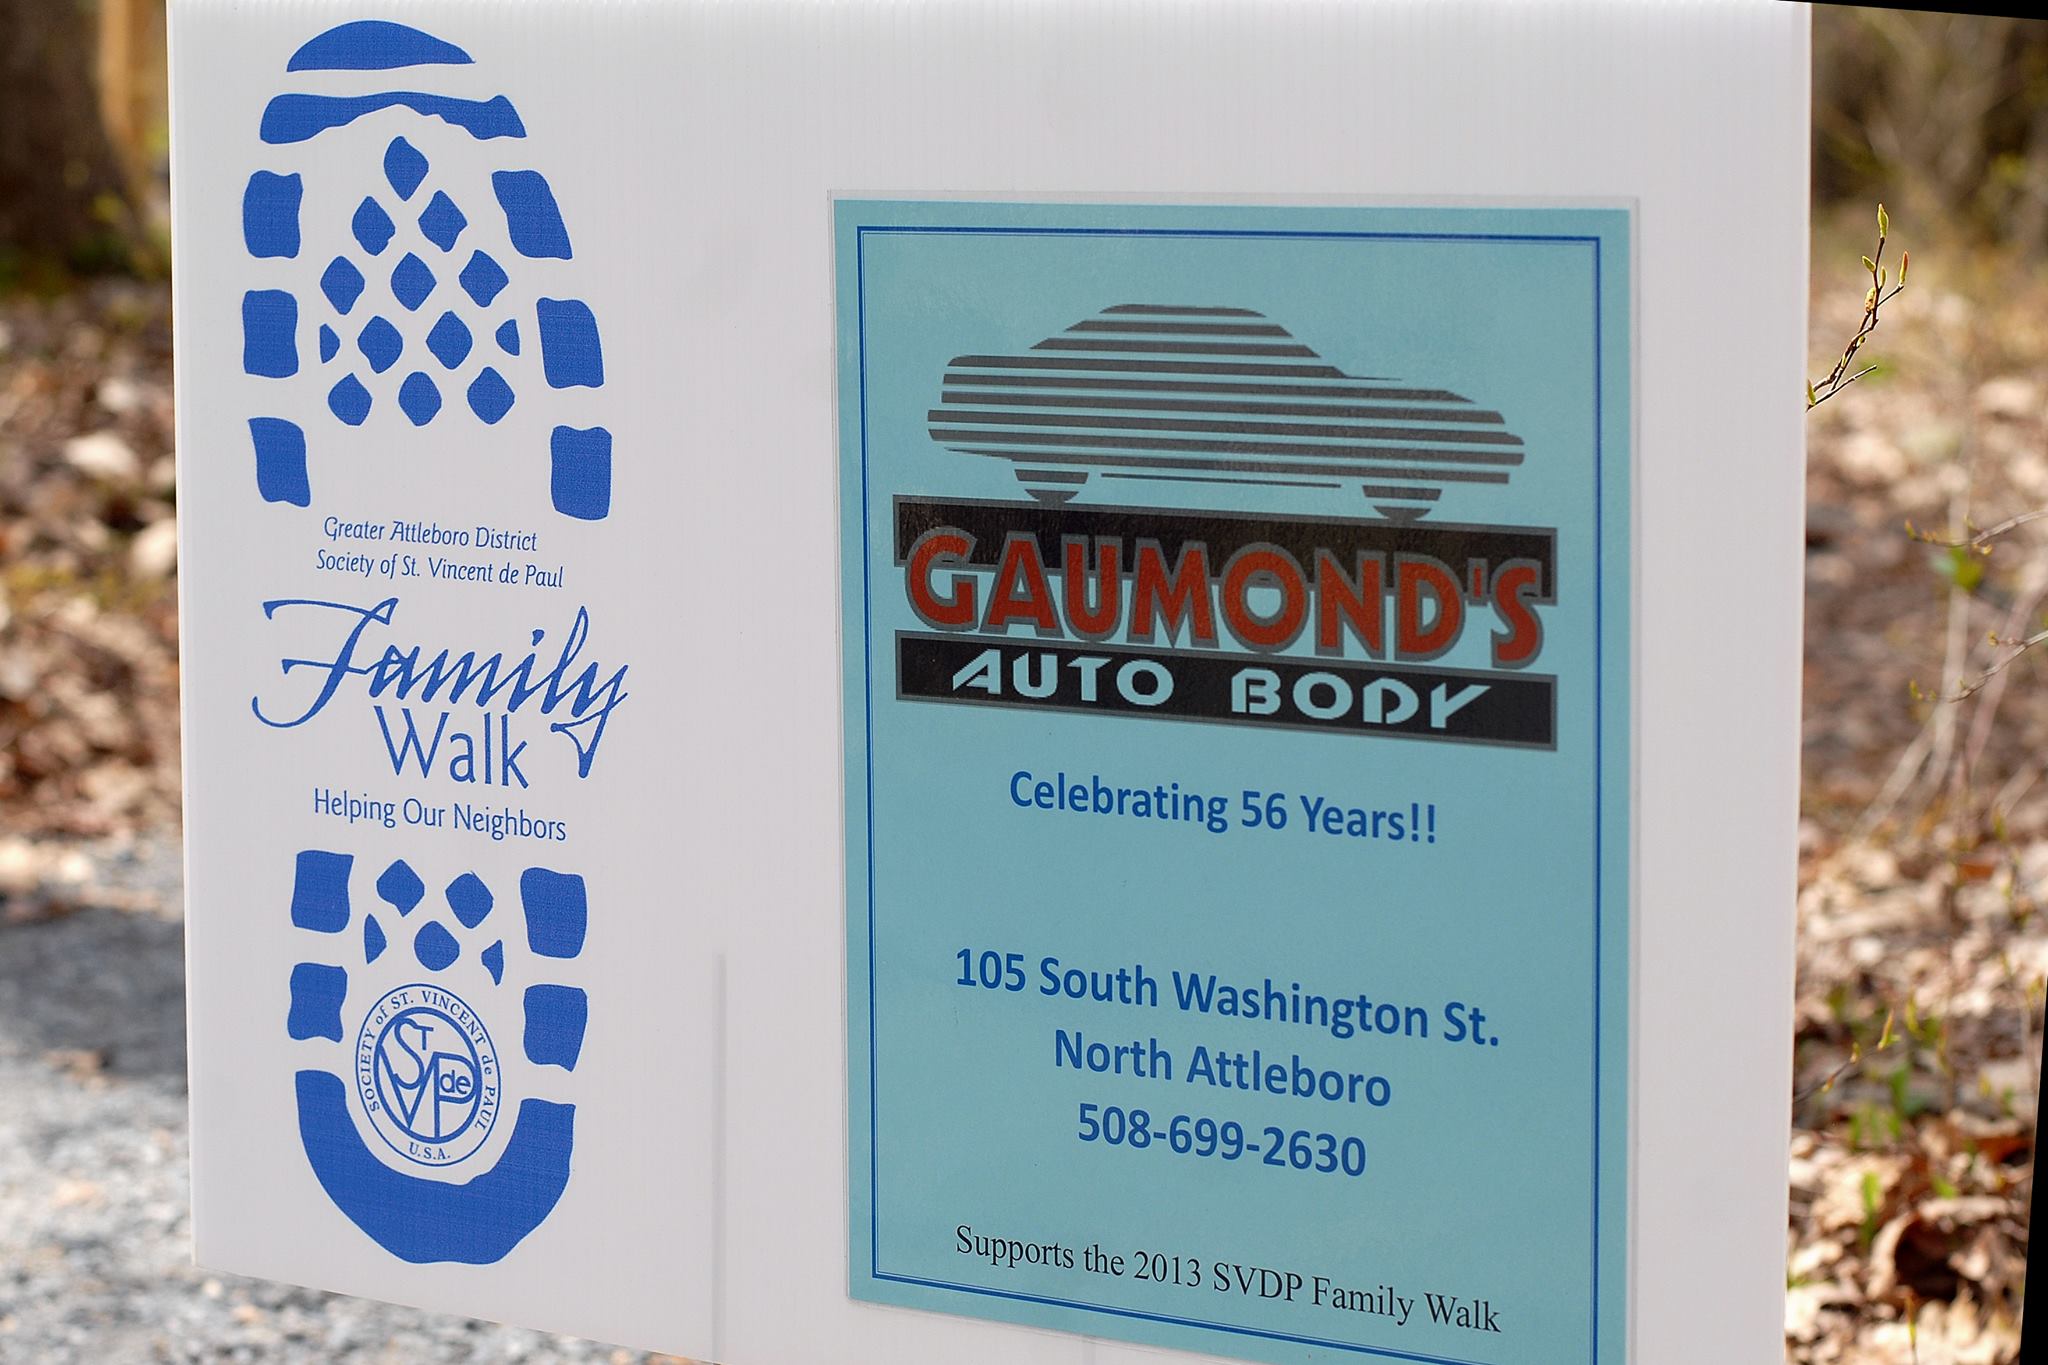 Greater Attleboro District
Society of St. Vincent de Paul
Family
Walk
Helping Our Neighbors
SOCIETY of ST. VINCENT de PAUL
U.S.A.
ST
SVdeP
GAUMOND'S
AUTO BODY
Celebrating 56 Years!!
105 South Washington St.
North Attleboro
508-699-2630
Supports the 2013 SVDP Family Walk